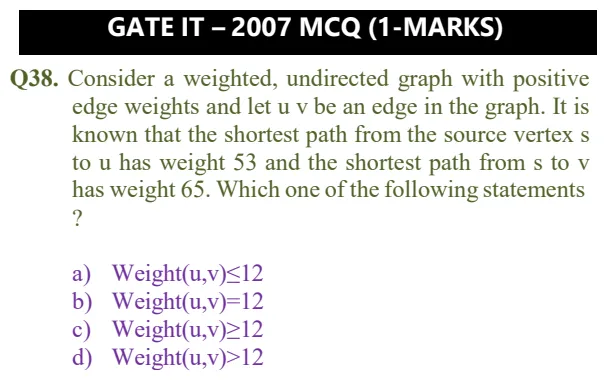 GATE IT – 2007 MCQ (1-MARKS)
Q38. Consider a weighted, undirected graph with positive
edge weights and let u v be an edge in the graph. It is
known that the shortest path from the source vertex s
to u has weight 53 and the shortest path from s to v
has weight 65. Which one of the following statements
?
a) Weight(u,v)≤12
b) Weight(u,v)=12
c) Weight(u,v)≥12
d) Weight(u,v)>12